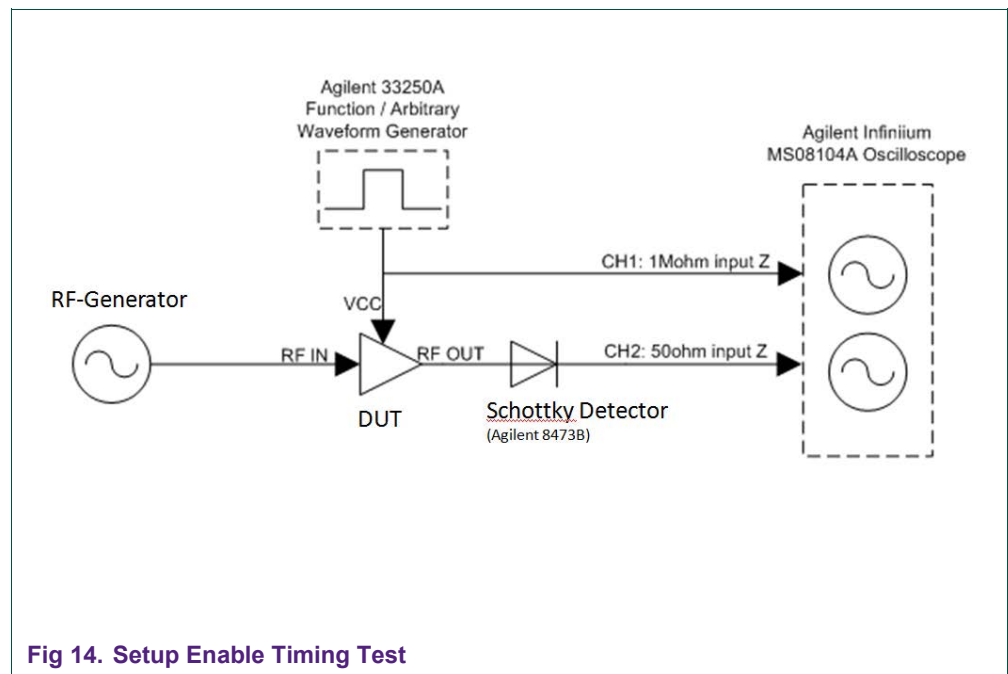 Agilent 33250A
Function / Arbitrary
Waveform Generator
Agilent Infiniium
MS08104A Oscilloscope
CH1: 1Mohm input Z
RF-Generator
VCC
RF IN
RF OUT
CH2: 50ohm input Z
DUT
Schottky Detector
(Agilent 8473B)
Fig 14. Setup Enable Timing Test